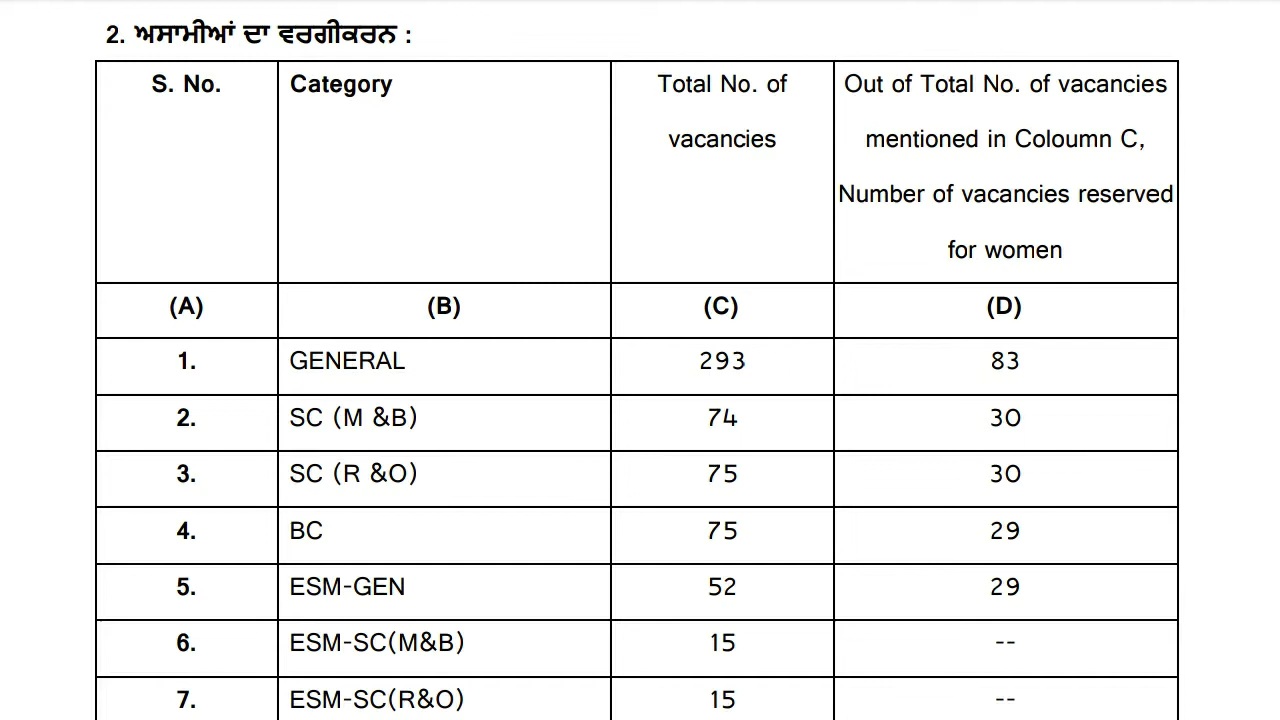 2. ਅਸਾਮੀਆਂ ਦਾ ਵਰਗੀਕਰਨ :
S. No. Category Total No. of vacancies Out of Total No. of vacancies mentioned in Coloumn C, Number of vacancies reserved for women
(A) (B) (C) (D)
1. GENERAL 293 83
2. SC (M &B) 74 30
3. SC (R &O) 75 30
4. BC 75 29
5. ESM-GEN 52 29
6. ESM-SC(M&B) 15 --
7. ESM-SC(R&O) 15 --